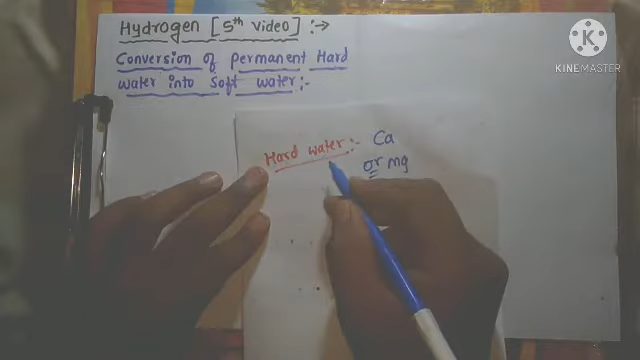 Hydrogen [5th video] :→
Conversion of permanent Hard
water into soft water:-
Hard water:- Ca
or mg
KINEMASTER